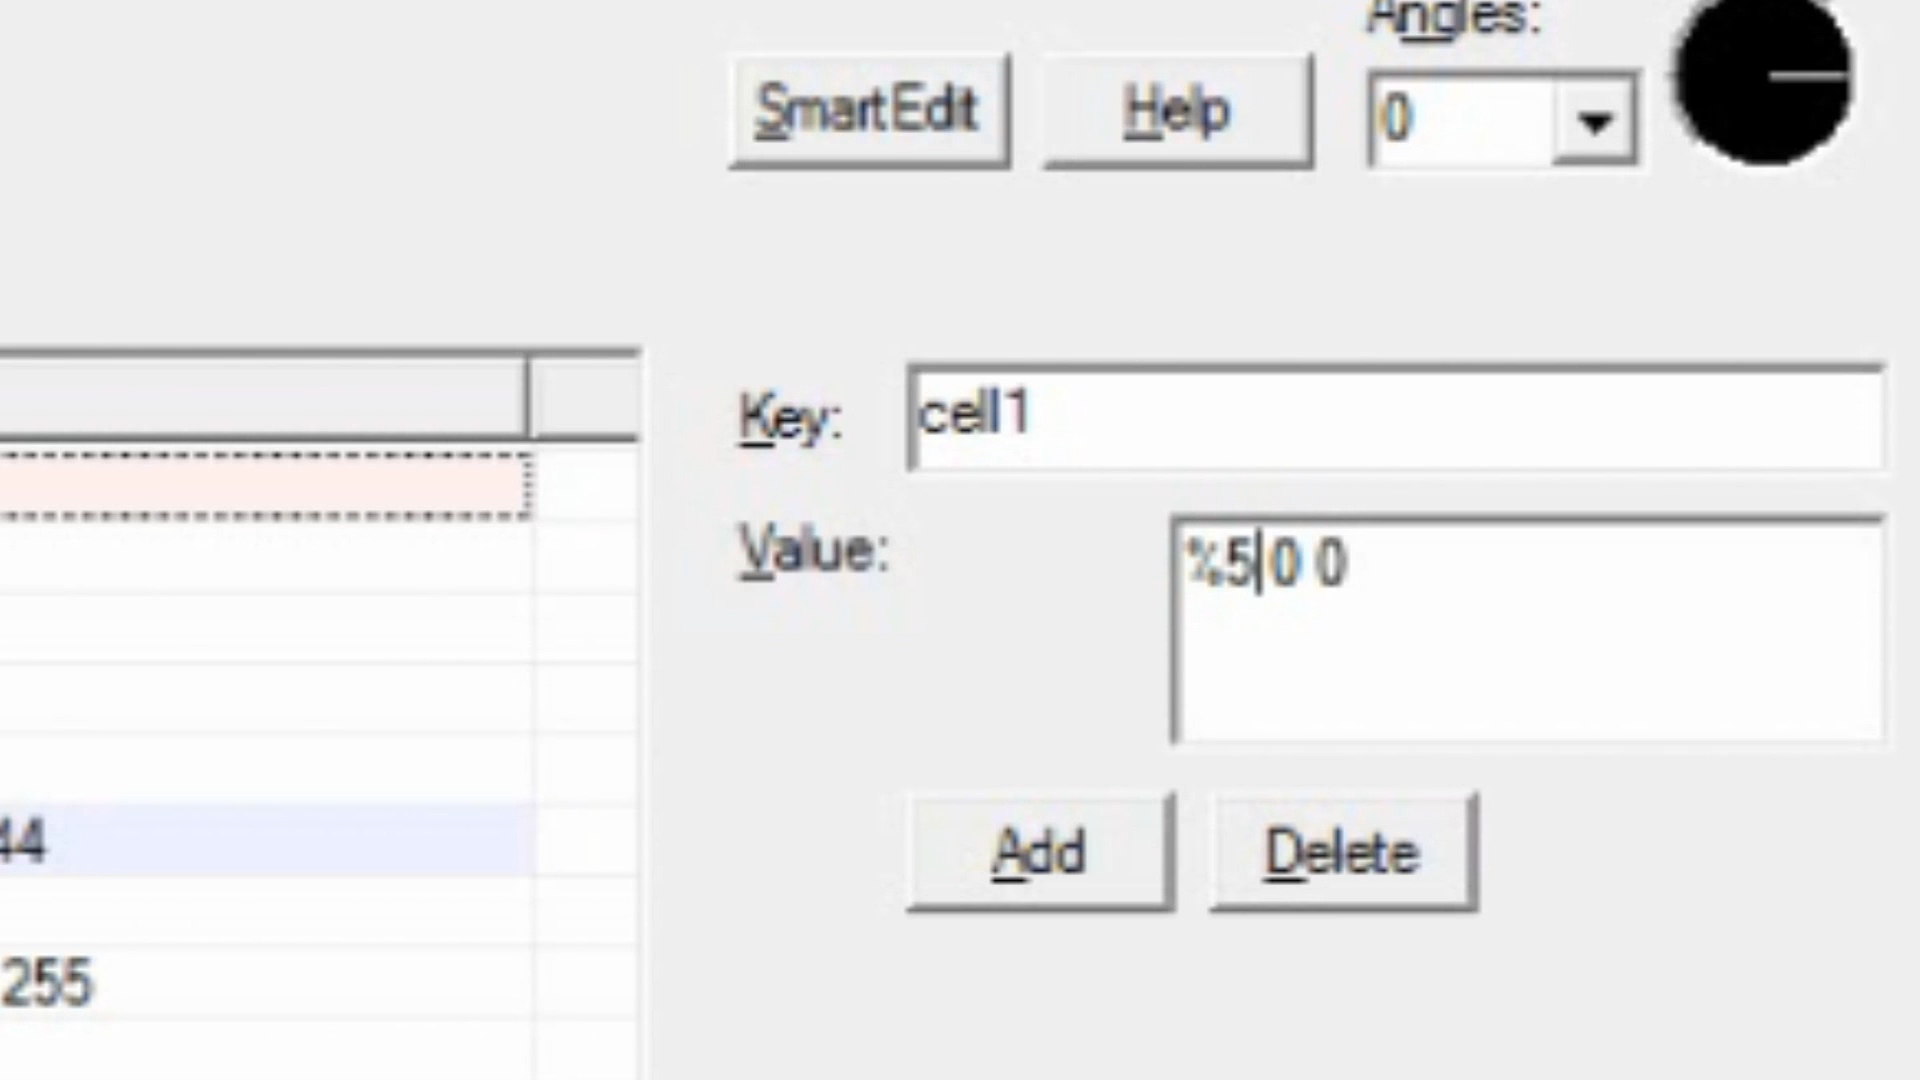 Angles:
SmartEdit
Help
0
Key:
cell1
Value:
%5 0 0
44
Add
Delete
255